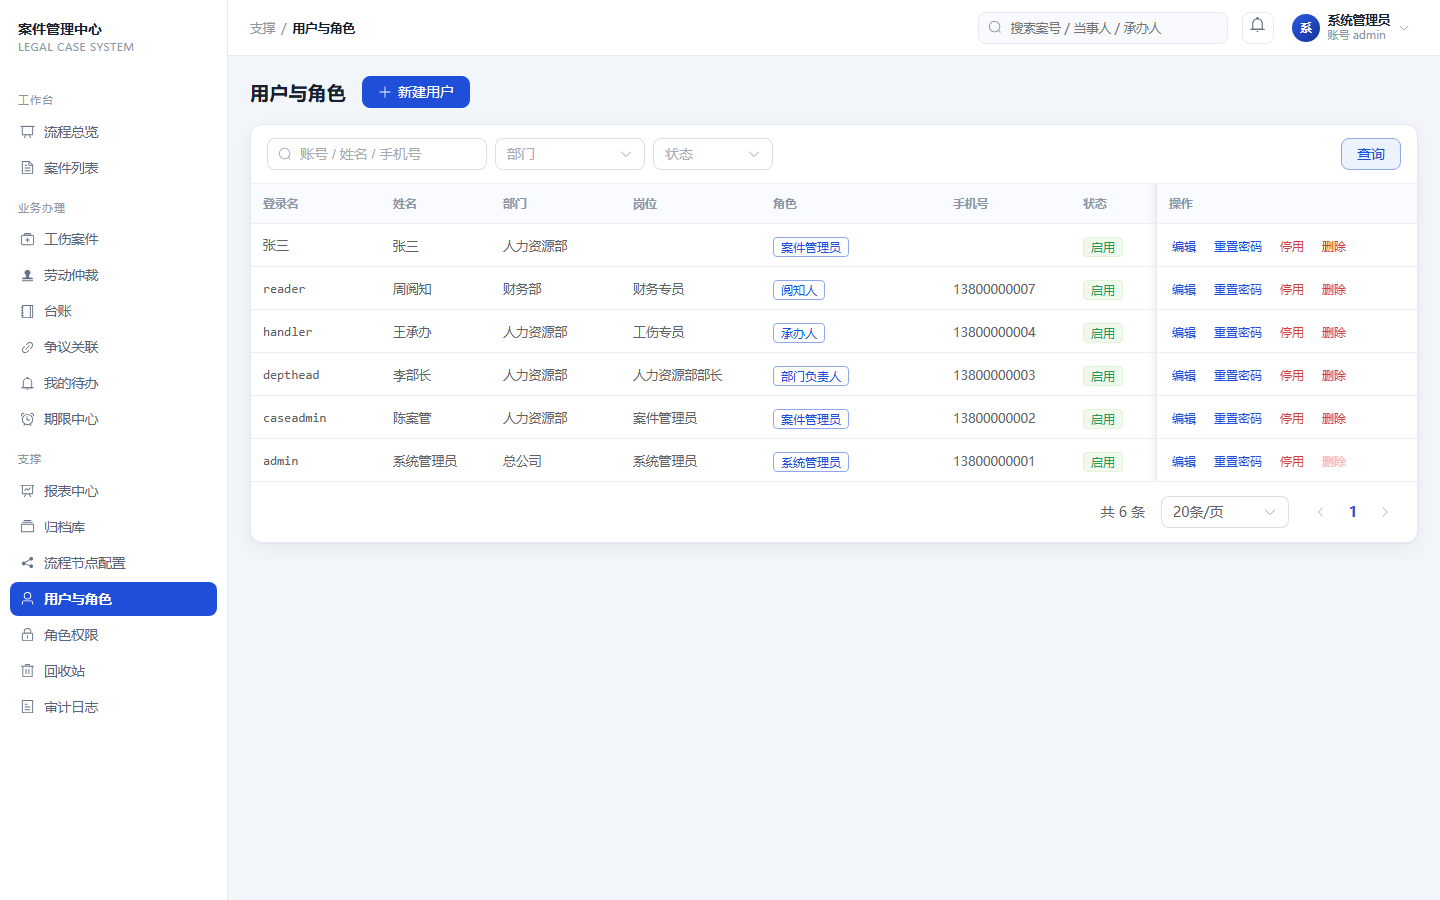 案件管理中心
LEGAL CASE SYSTEM
工作台
流程总览
案件列表
业务办理
工伤案件
劳动仲裁
台账
争议关联
我的待办
期限中心
支撑
报表中心
归档库
流程节点配置
用户与角色
角色权限
回收站
审计日志
支撑 / 用户与角色
搜索案号 / 当事人 / 承办人
系
系统管理员
账号 admin
用户与角色
新建用户
账号 / 姓名 / 手机号
部门
状态
查询
登录名 姓名 部门 岗位 角色 手机号 状态 操作
张三 张三 人力资源部 案件管理员 启用 编辑 重置密码 停用 删除
reader 周阅知 财务部 财务专员 阅知人 13800000007 启用 编辑 重置密码 停用 删除
handler 王承办 人力资源部 工伤专员 承办人 13800000004 启用 编辑 重置密码 停用 删除
depthead 李部长 人力资源部 人力资源部部长 部门负责人 13800000003 启用 编辑 重置密码 停用 删除
caseadmin 陈案管 人力资源部 案件管理员 案件管理员 13800000002 启用 编辑 重置密码 停用 删除
admin 系统管理员 总公司 系统管理员 系统管理员 13800000001 启用 编辑 重置密码 停用 删除
共 6 条 20条/页 1